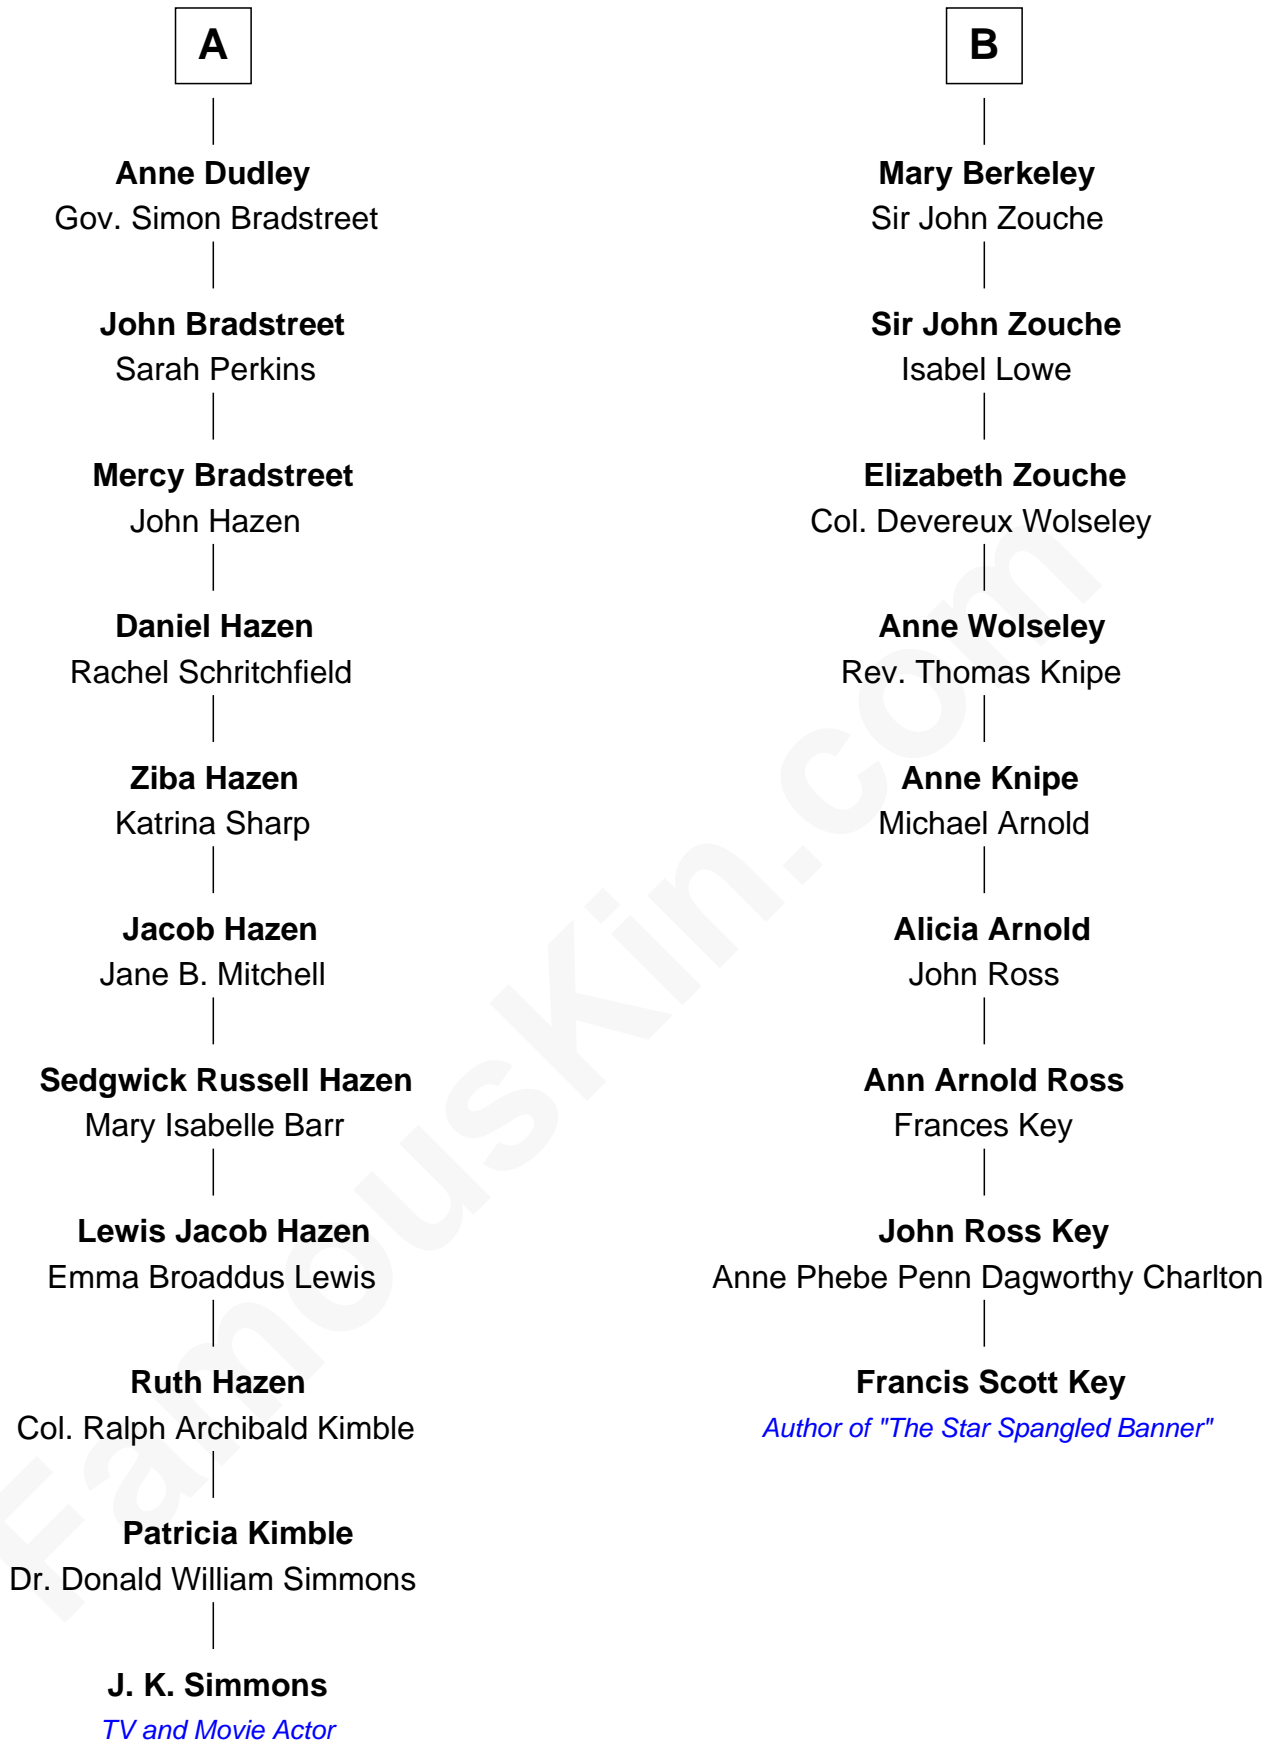 A
Anne Dudley
Gov. Simon Bradstreet
John Bradstreet
Sarah Perkins
Mercy Bradstreet
John Hazen
Daniel Hazen
Rachel Schritchfield
Ziba Hazen
Katrina Sharp
Jacob Hazen
Jane B. Mitchell
Sedgwick Russell Hazen
Mary Isabelle Barr
Lewis Jacob Hazen
Emma Broaddus Lewis
Ruth Hazen
Col. Ralph Archibald Kimble
Patricia Kimble
Dr. Donald William Simmons
J. K. Simmons
TV and Movie Actor
B
Mary Berkeley
Sir John Zouche
Sir John Zouche
Isabel Lowe
Elizabeth Zouche
Col. Devereux Wolseley
Anne Wolseley
Rev. Thomas Knipe
Anne Knipe
Michael Arnold
Alicia Arnold
John Ross
Ann Arnold Ross
Frances Key
John Ross Key
Anne Phebe Penn Dagworthy Charlton
Francis Scott Key
Author of "The Star Spangled Banner"
FamousKin.com